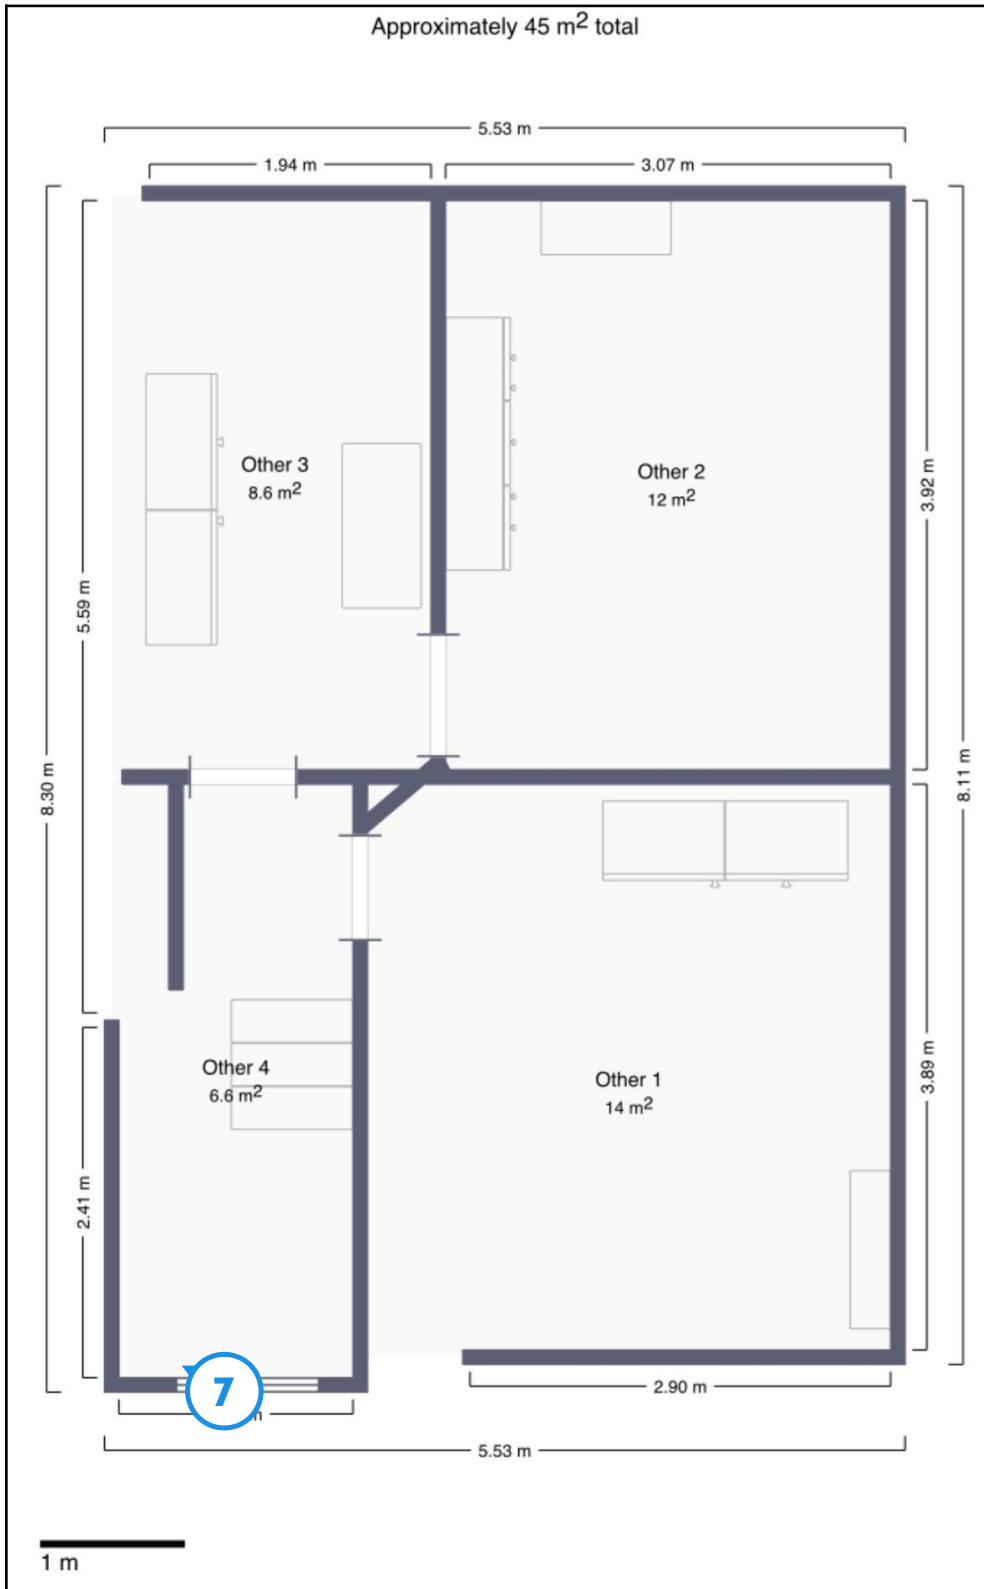 Approximately 45 m² total
5.53 m
1.94 m
3.07 m
Other 3
8.6 m²
Other 2
12 m²
3.92 m
5.59 m
8.30 m
8.11 m
Other 4
6.6 m²
Other 1
14 m²
3.89 m
2.41 m
7
m
2.90 m
5.53 m
1 m